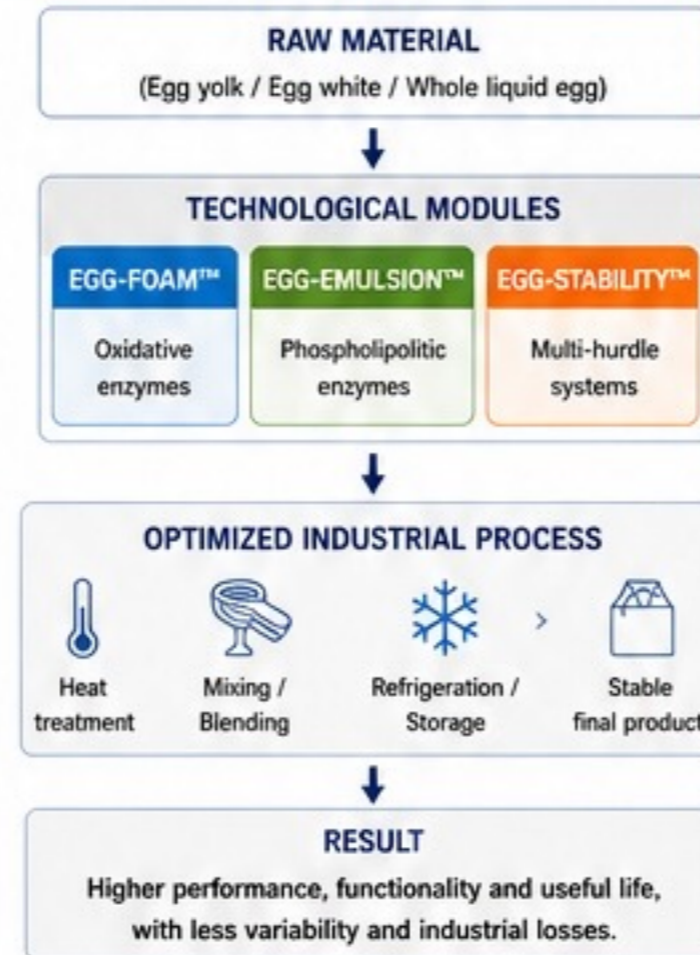 RAW MATERIAL
(Egg yolk / Egg white / Whole liquid egg)
TECHNOLOGICAL MODULES
EGG-FOAM™
Oxidative
enzymes
EGG-EMULSION™
Phospholipolitic
enzymes
EGG-STABILITY™
Multi-hurdle
systems
OPTIMIZED INDUSTRIAL PROCESS
Heat
treatment
Mixing /
Blending
Refrigeration /
Storage
Stable
final product
RESULT
Higher performance, functionality and useful life,
with less variability and industrial losses.